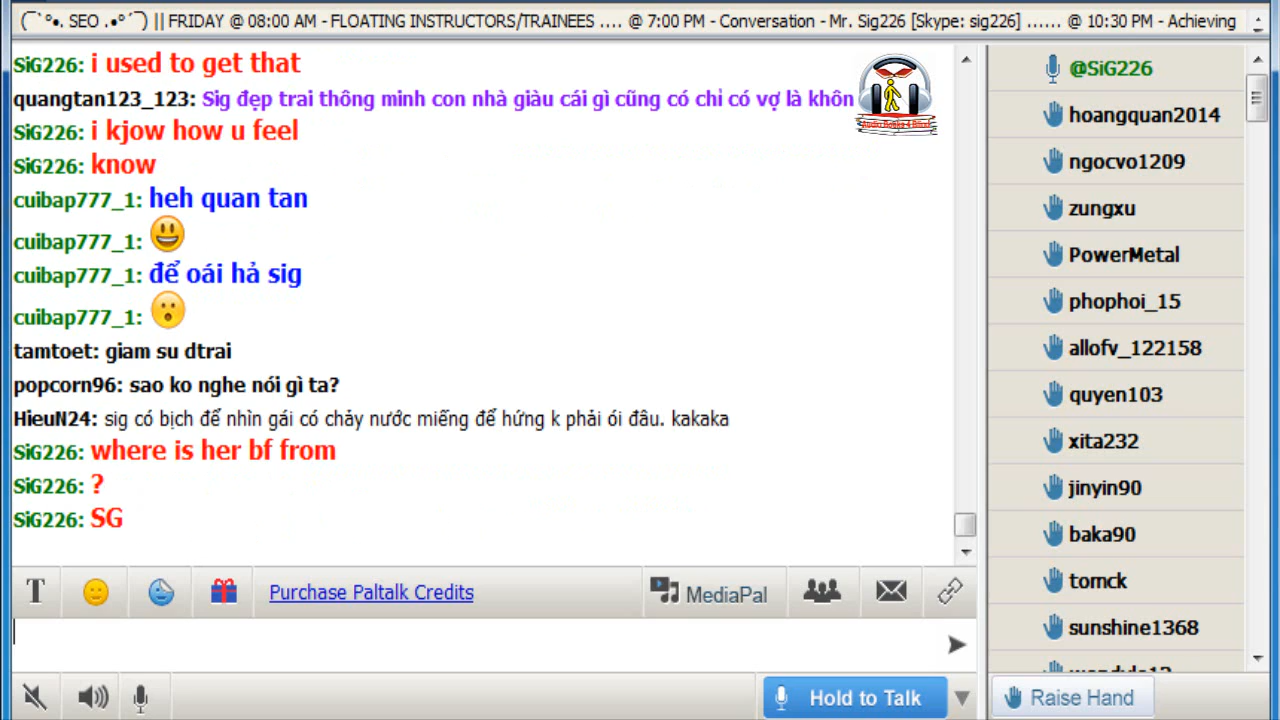 (¯`°•. SEO .•°´¯) || FRIDAY @ 08:00 AM - FLOATING INSTRUCTORS/TRAINEES .... @ 7:00 PM - Conversation - Mr. Sig226 [Skype: sig226] ...... @ 10:30 PM - Achieving
SiG226: i used to get that
quangtan123_123: Sig đẹp trai thông minh con nhà giàu cái gì cũng có chỉ có vợ là khôn
SiG226: i kjow how u feel
SiG226: know
cuibap777_1: heh quan tan
cuibap777_1: 😃
cuibap777_1: để oái hả sig
cuibap777_1: 😮
tamtoet: giam su dtrai
popcorn96: sao ko nghe nói gì ta?
HieuN24: sig có bịch để nhìn gái có chảy nước miếng để hứng k phải ói đâu. kakaka
SiG226: where is her bf from
SiG226: ?
SiG226: SG
T
Purchase Paltalk Credits
MediaPal
Hold to Talk
@SiG226
hoangquan2014
ngocvo1209
zungxu
PowerMetal
phophoi_15
allofv_122158
quyen103
xita232
jinyin90
baka90
tomck
sunshine1368
Raise Hand